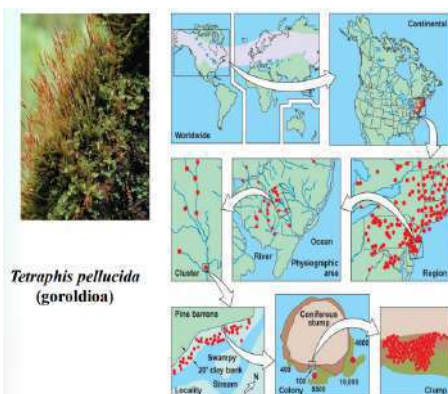 Worldwide
Continental
Cluster
River
Ocean
Physiographic
area
Region
Tetraphis pellucida
(goroldioa)
Pine barrens
Swampy
20° clay bank
Stream
N
Locality
Coniferous
stump
400
100
8500
10,000
4000
Colony
Clump